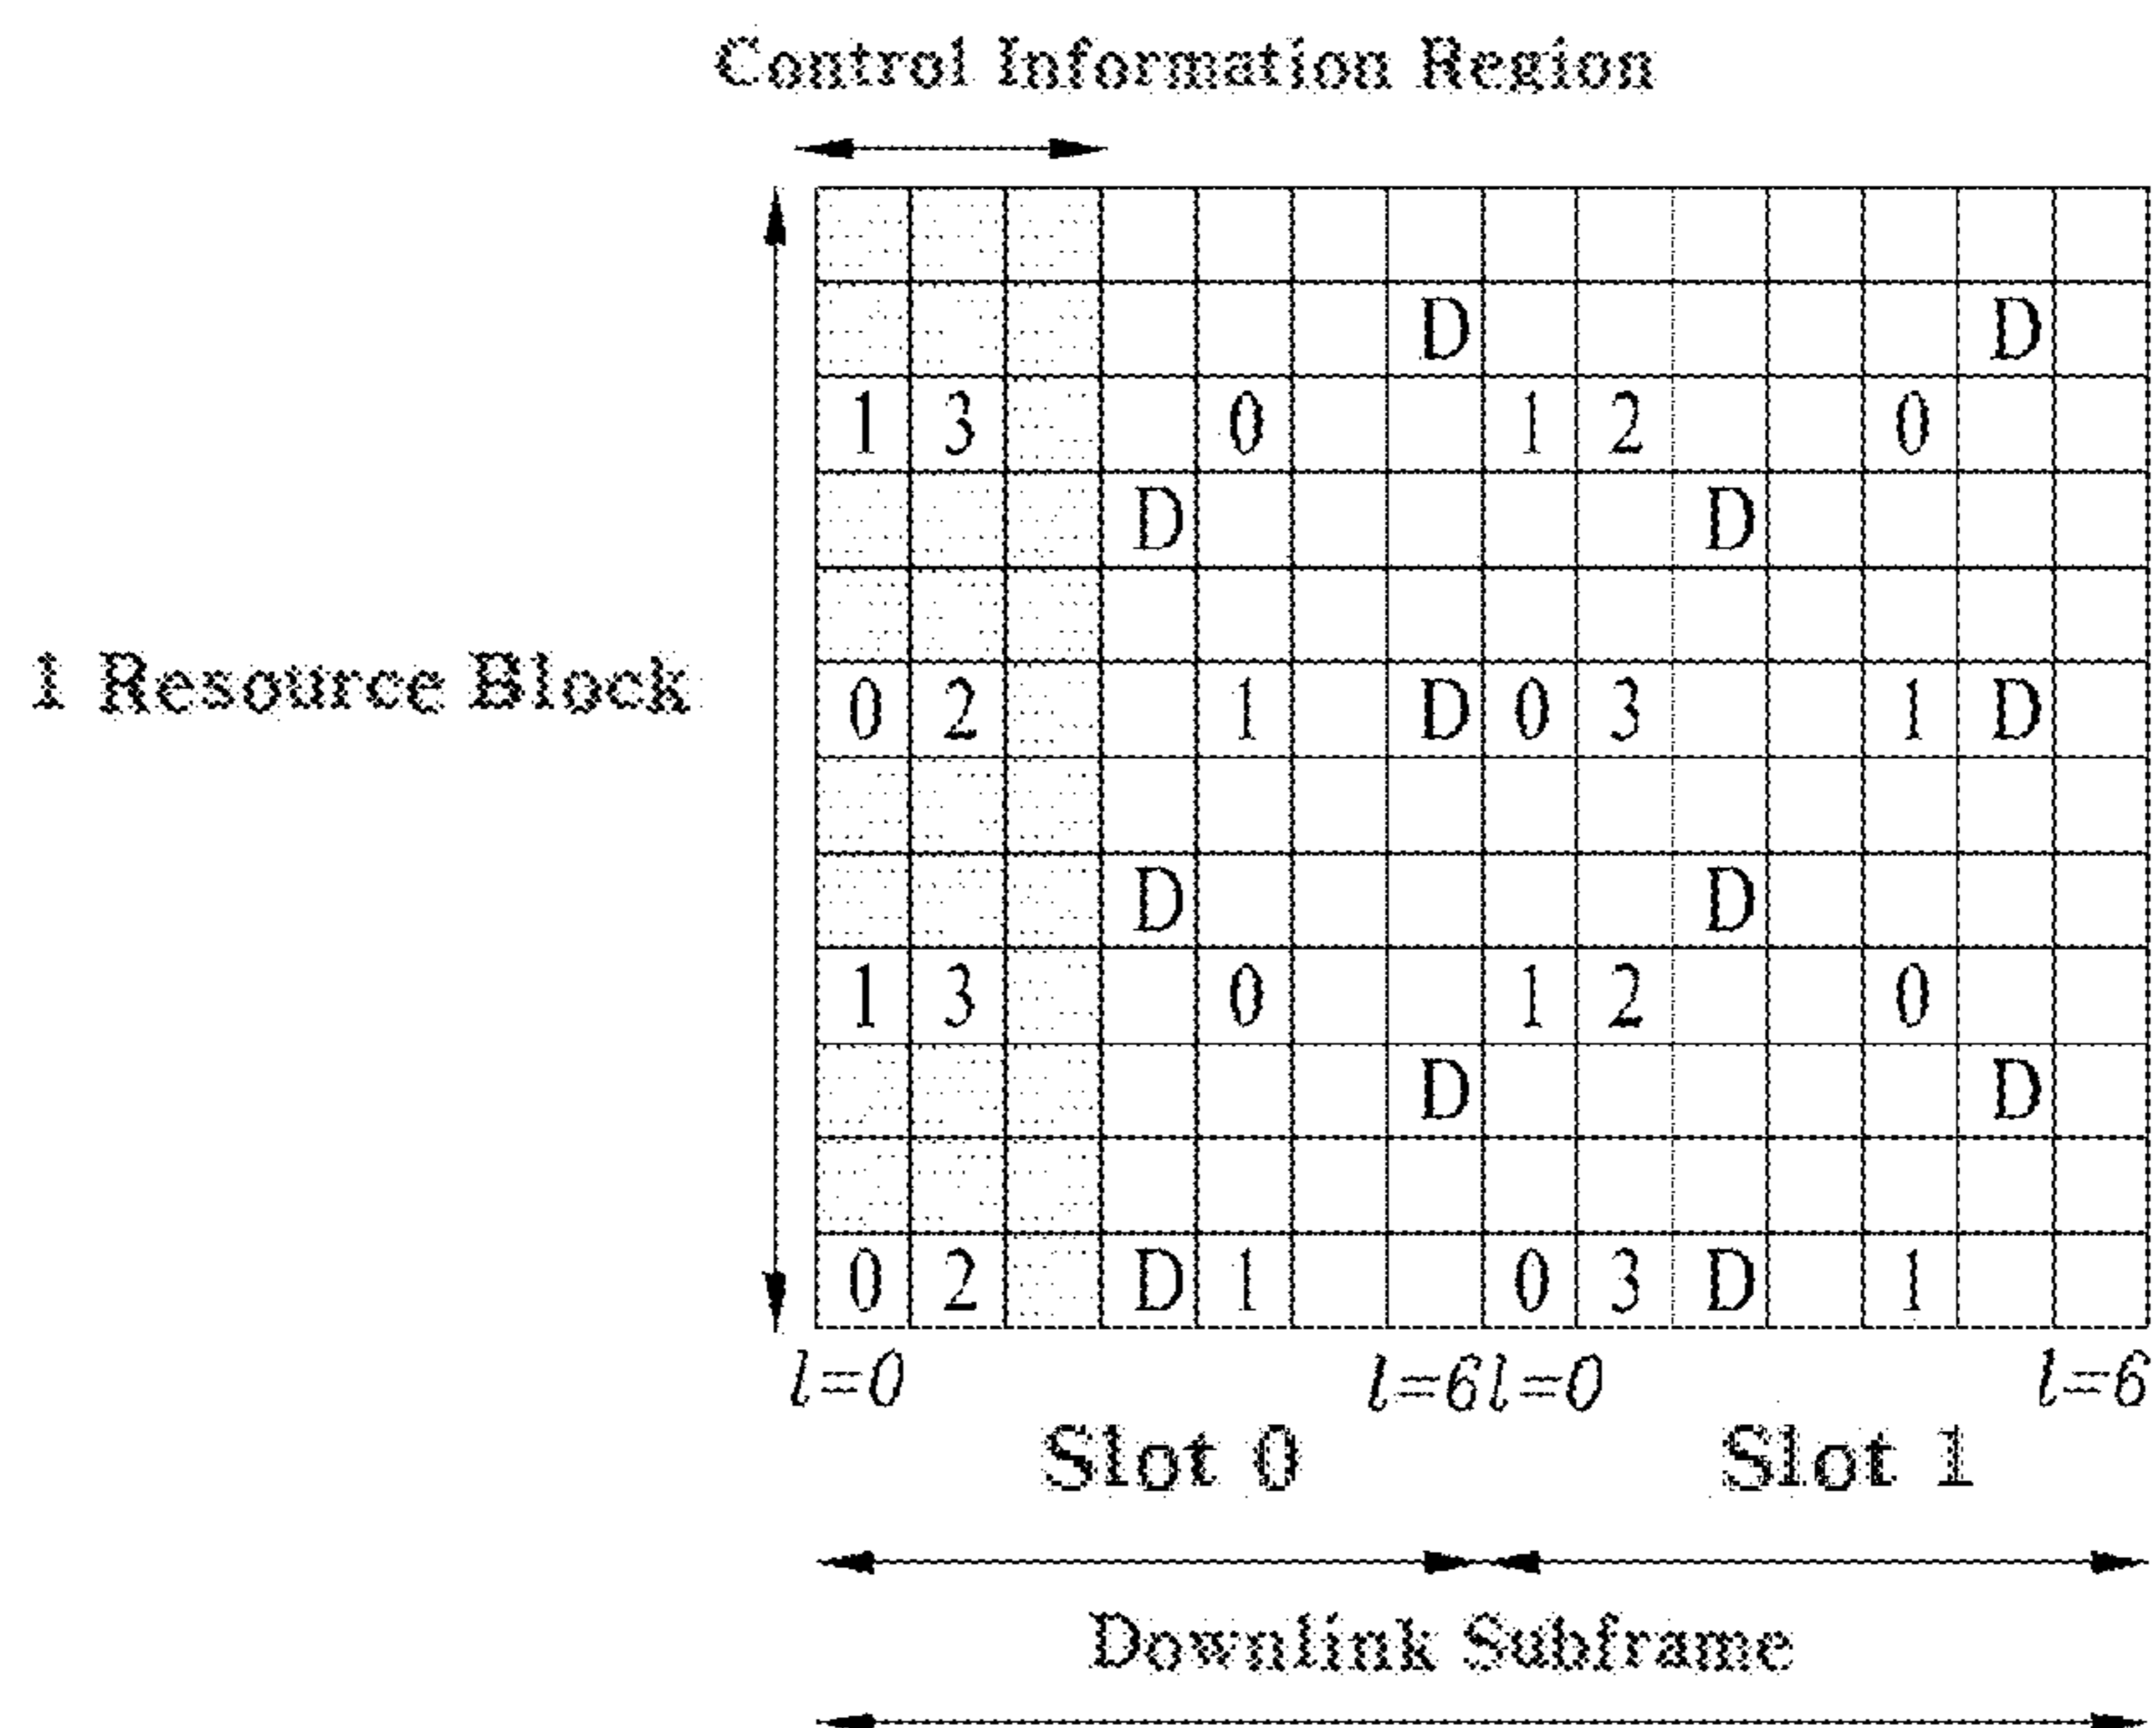 Control Information Region
D D
1 3 0 1 2 0
D D
1 Resource Block
0 2 1 D 0 3 1 D
D D
1 3 0 1 2 0
D D
0 2 D 1 0 3 D 1
l=0 l=6 l=0 l=6
Slot 0 Slot 1
Downlink Subframe